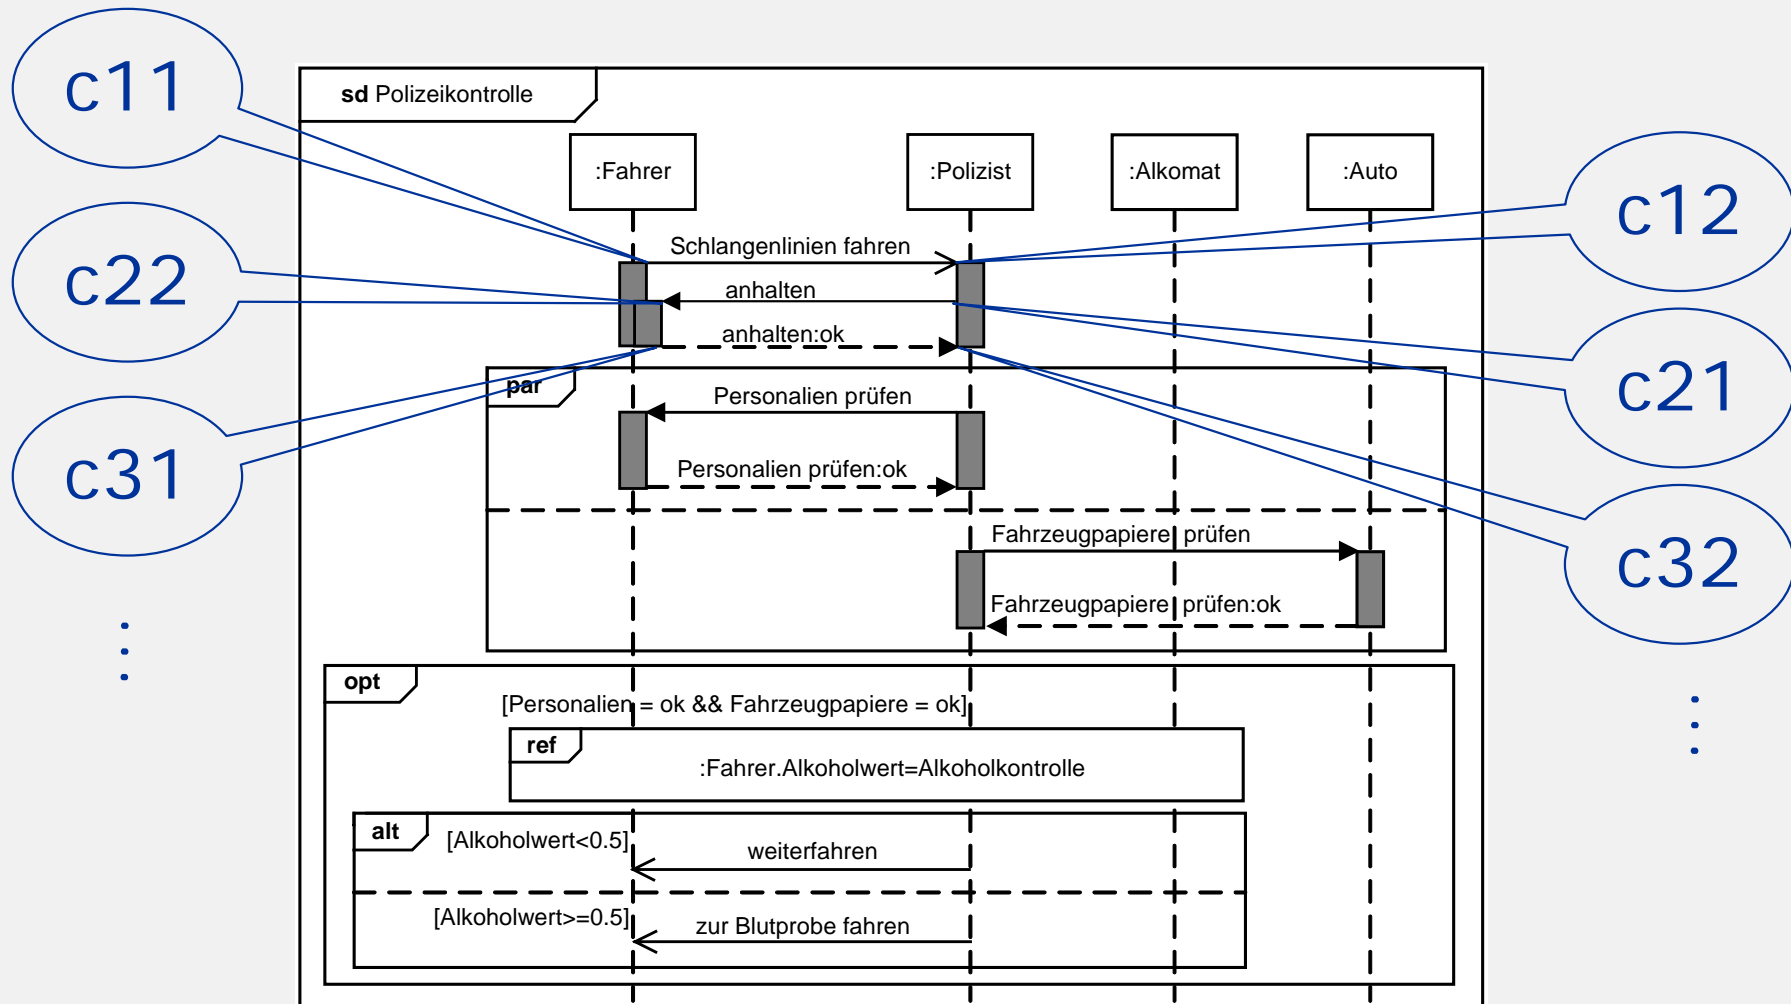 c11
sd Polizeikontrolle
:Fahrer
:Polizist
:Alkomat
:Auto
c12
Schlangenlinien fahren
c22
anhalten
anhalten:ok
c21
par
Personalien prüfen
c31
Personalien prüfen:ok
Fahrzeugpapiere prüfen
c32
Fahrzeugpapiere prüfen:ok
opt
[Personalien = ok && Fahrzeugpapiere = ok]
ref
:Fahrer.Alkoholwert=Alkoholkontrolle
alt
[Alkoholwert<0.5]
weiterfahren
[Alkoholwert>=0.5]
zur Blutprobe fahren